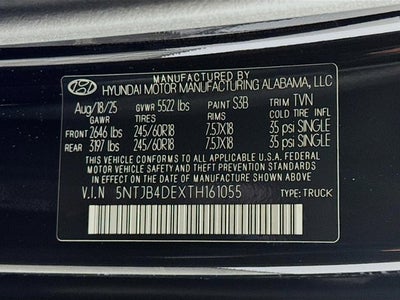 MANUFACTURED BY
HYUNDAI MOTOR MANUFACTURING ALABAMA, LLC
Aug/18/25 GVWR 5522 lbs PAINT S3B TRIM TVN
GAWR TIRES RIMS COLD TIRE INFL
FRONT 2646 lbs 245/60R18 7.5JX18 35 psi SINGLE
REAR 3197 lbs 245/60R18 7.5JX18 35 psi SINGLE
THIS VEHICLE CONFORMS TO ALL APPLICABLE U.S. FEDERAL
MOTOR VEHICLE SAFETY AND THEFT PREVENTION STANDARDS
IN EFFECT ON THE DATE OF MANUFACTURE SHOWN ABOVE.
V.I.N 5NTJB4DEXTH161055 TYPE: TRUCK